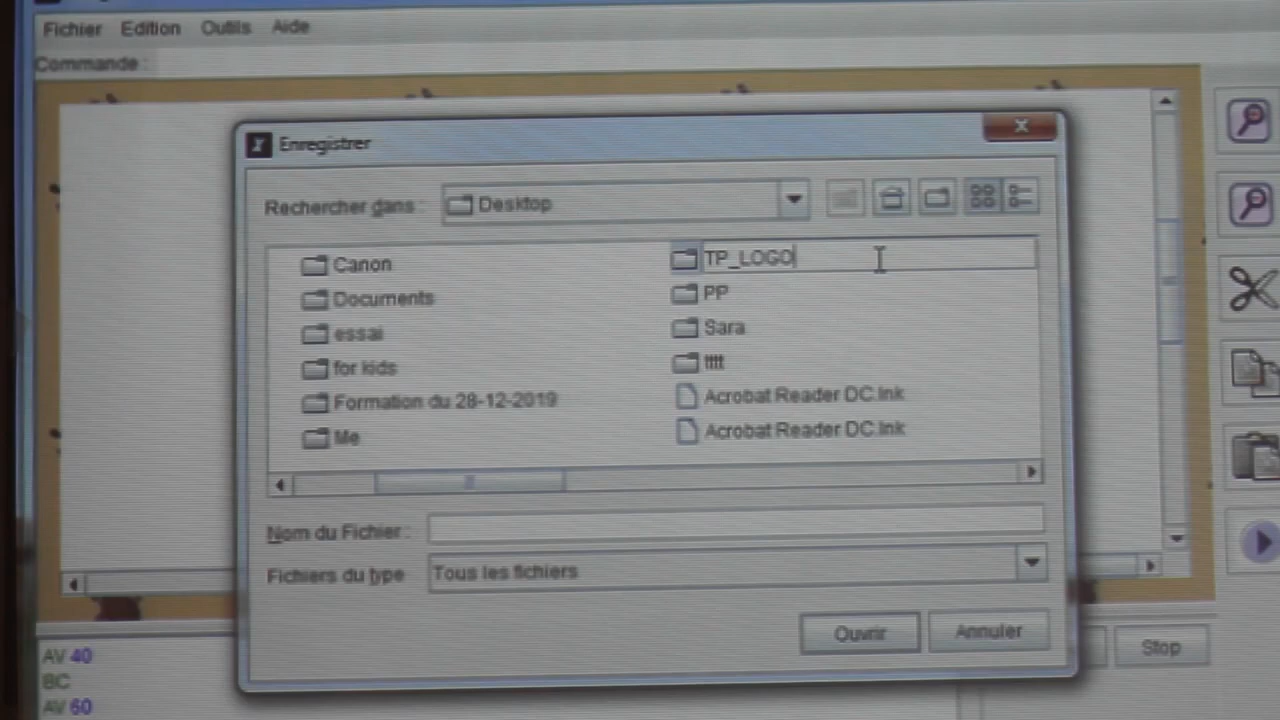 Fichier Edition Outils Aide
Commande :
Enregistrer
Rechercher dans : Desktop
Canon
Documents
essai
for kids
Formation du 28-12-2019
Me
TP_LOGO
PP
Sara
tttt
Acrobat Reader DC.lnk
Acrobat Reader DC.lnk
Nom du Fichier :
Fichiers du type Tous les fichiers
Ouvrir Annuler
Stop
AV 40
BC
AV 60